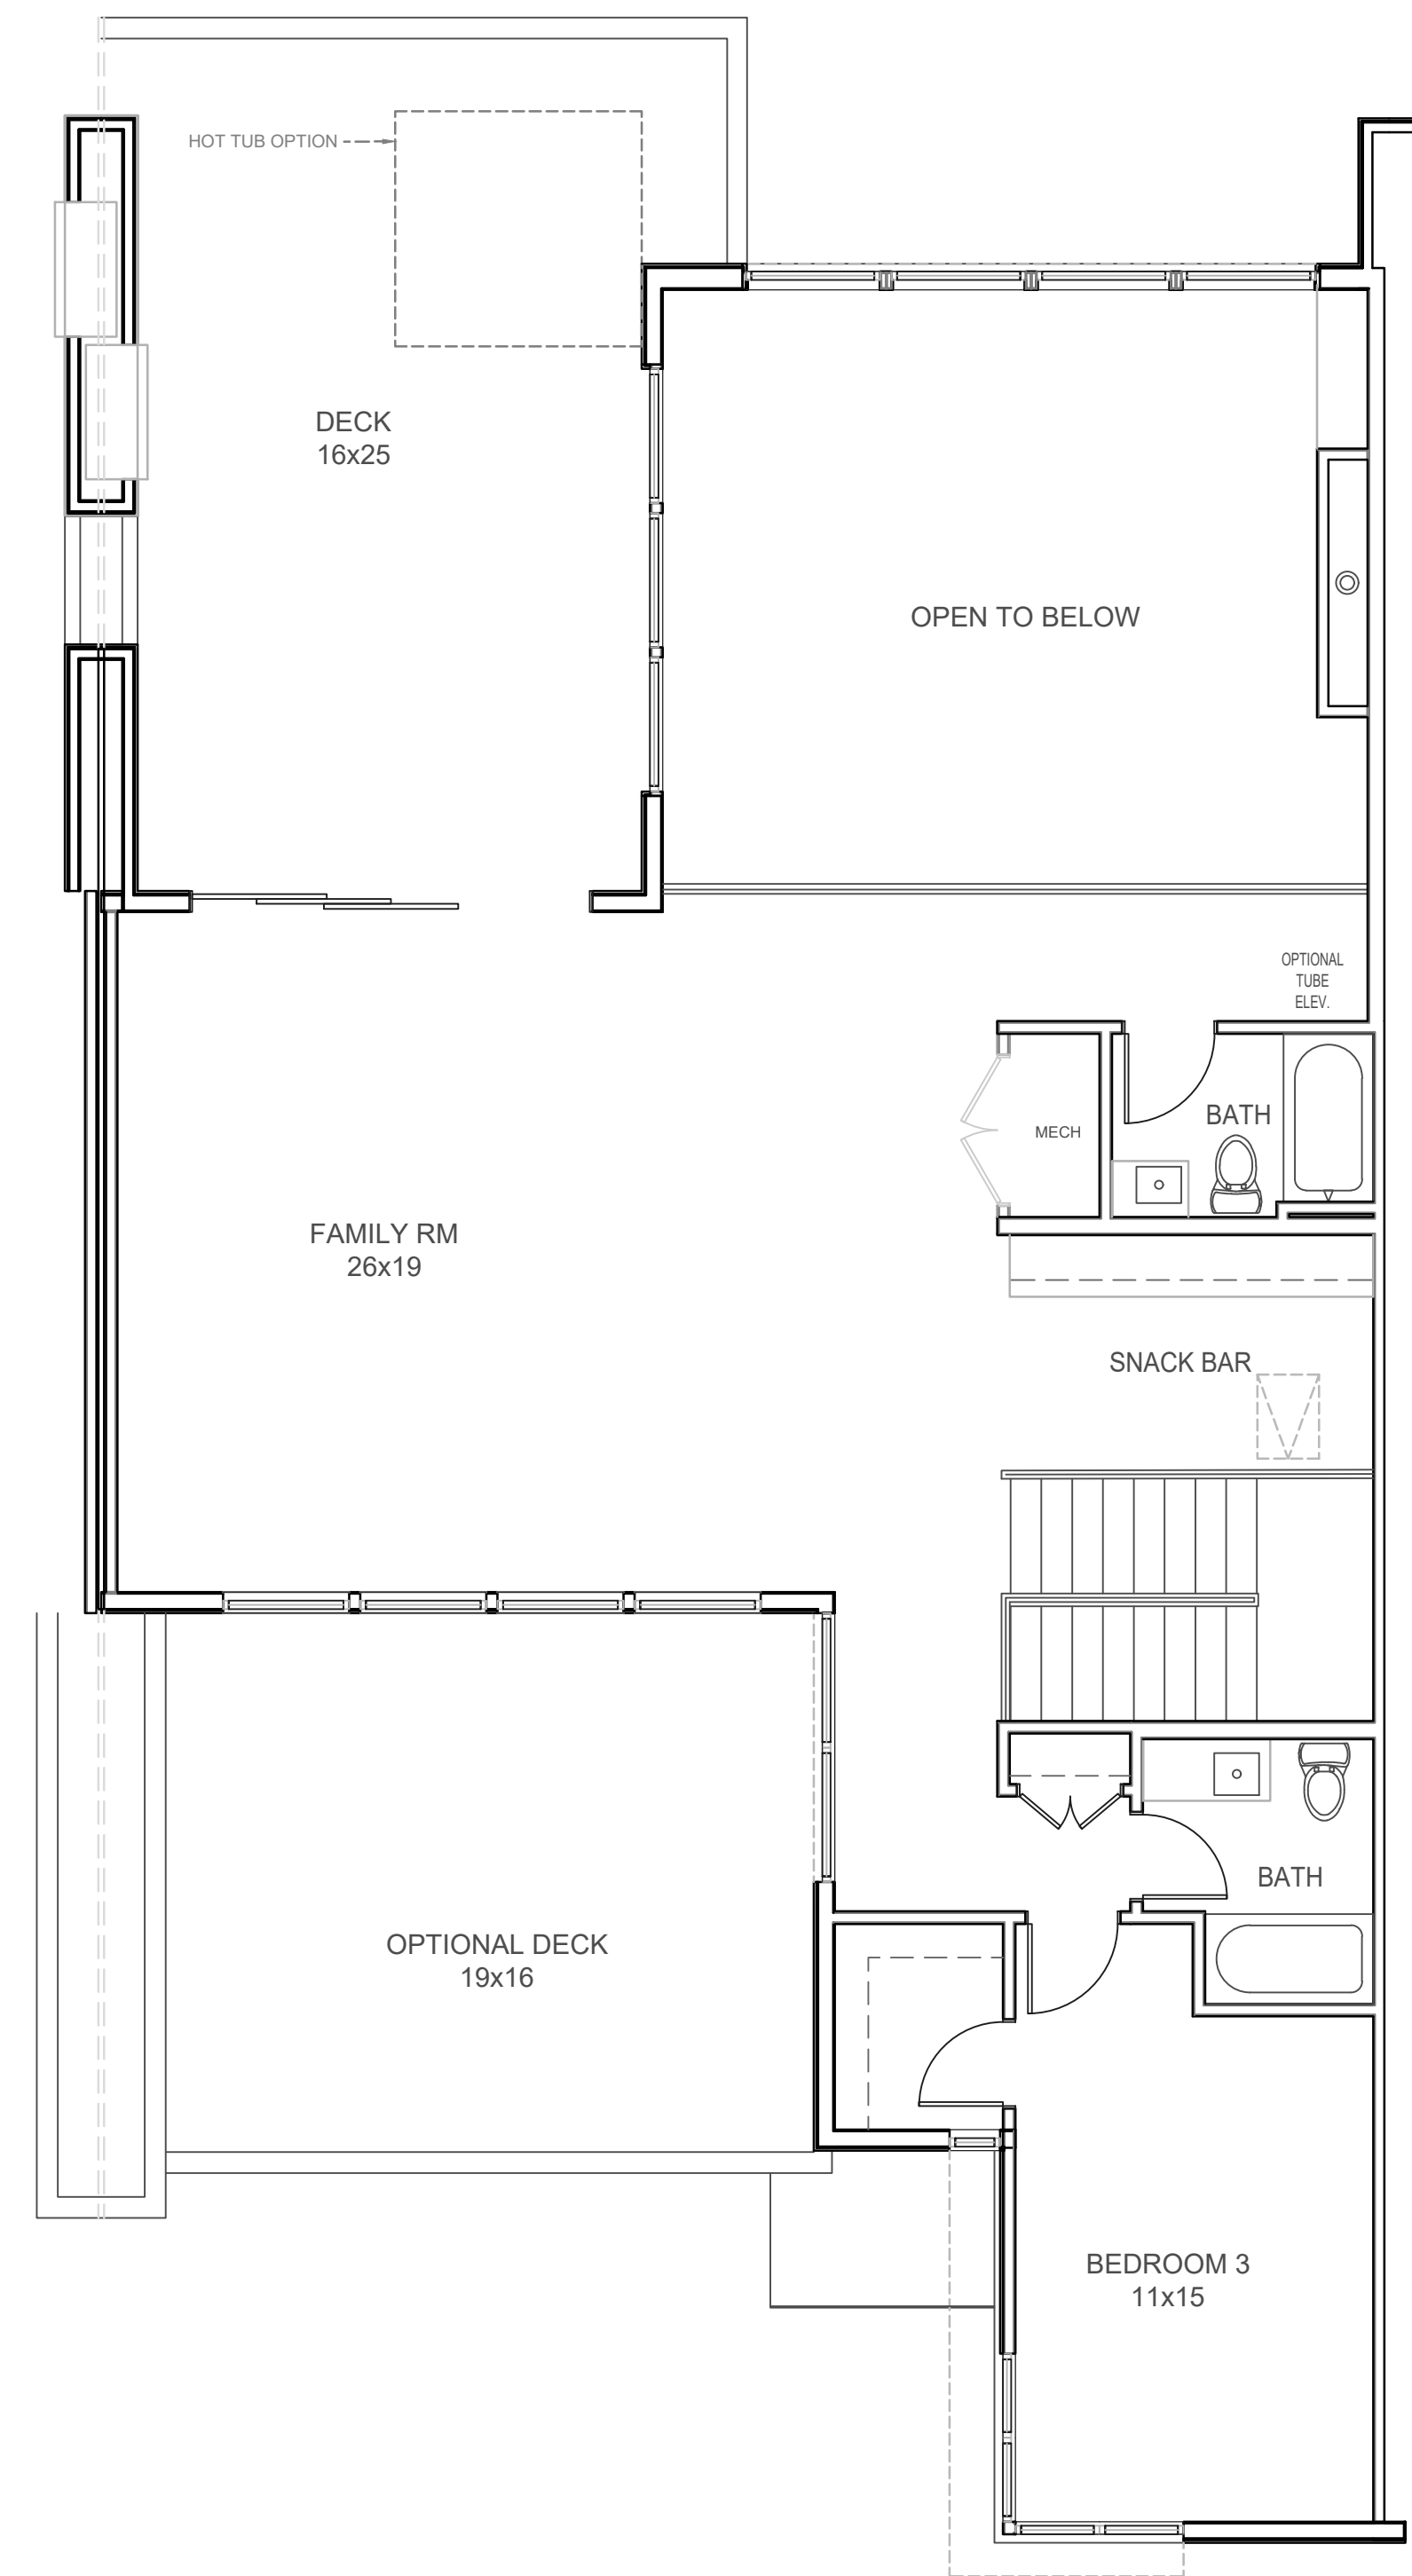 HOT TUB OPTION
DECK
16x25
OPEN TO BELOW
OPTIONAL
TUBE
ELEV.
BATH
MECH
FAMILY RM
26x19
SNACK BAR
BATH
OPTIONAL DECK
19x16
BEDROOM 3
11x15